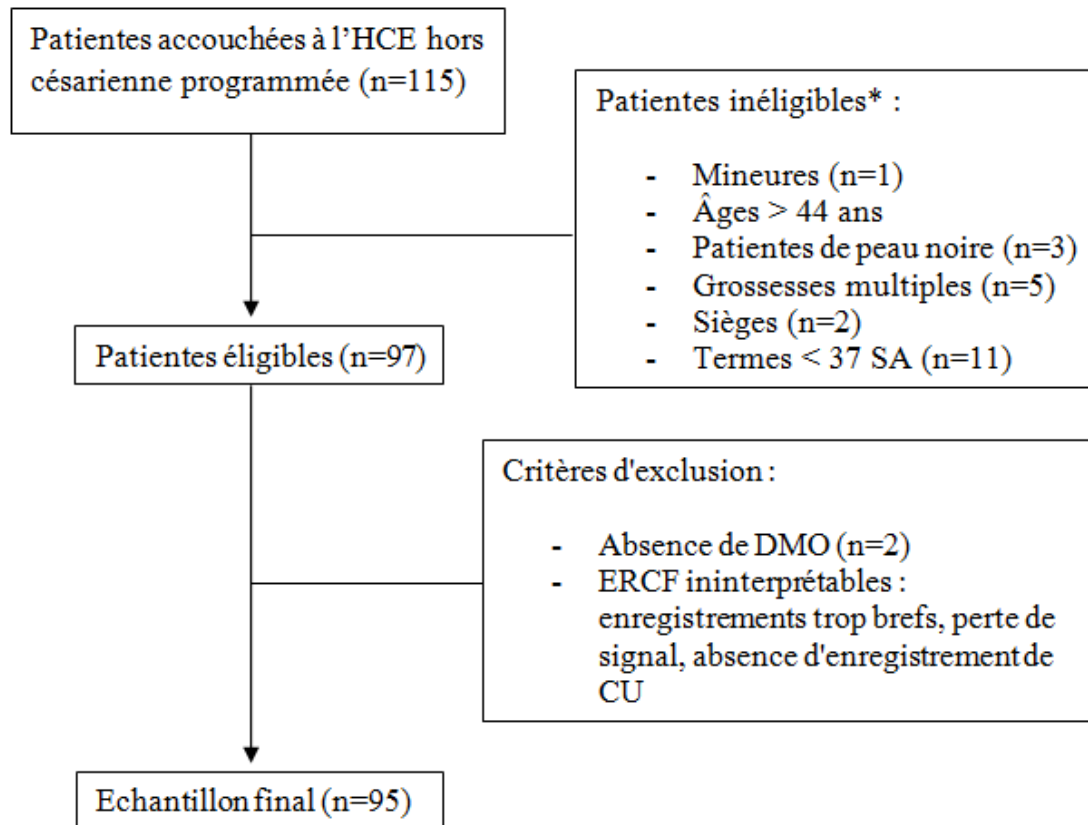 Patientes accouchées à l'HCE hors
césarienne programmée (n=115)
Patientes inéligibles* :
- Mineures (n=1)
- Âges > 44 ans
- Patientes de peau noire (n=3)
- Grossesses multiples (n=5)
- Sièges (n=2)
- Termes < 37 SA (n=11)
Patientes éligibles (n=97)
Critères d'exclusion :
- Absence de DMO (n=2)
- ERCF ininterprétables :
enregistrements trop brefs, perte de
signal, absence d'enregistrement de
CU
Echantillon final (n=95)